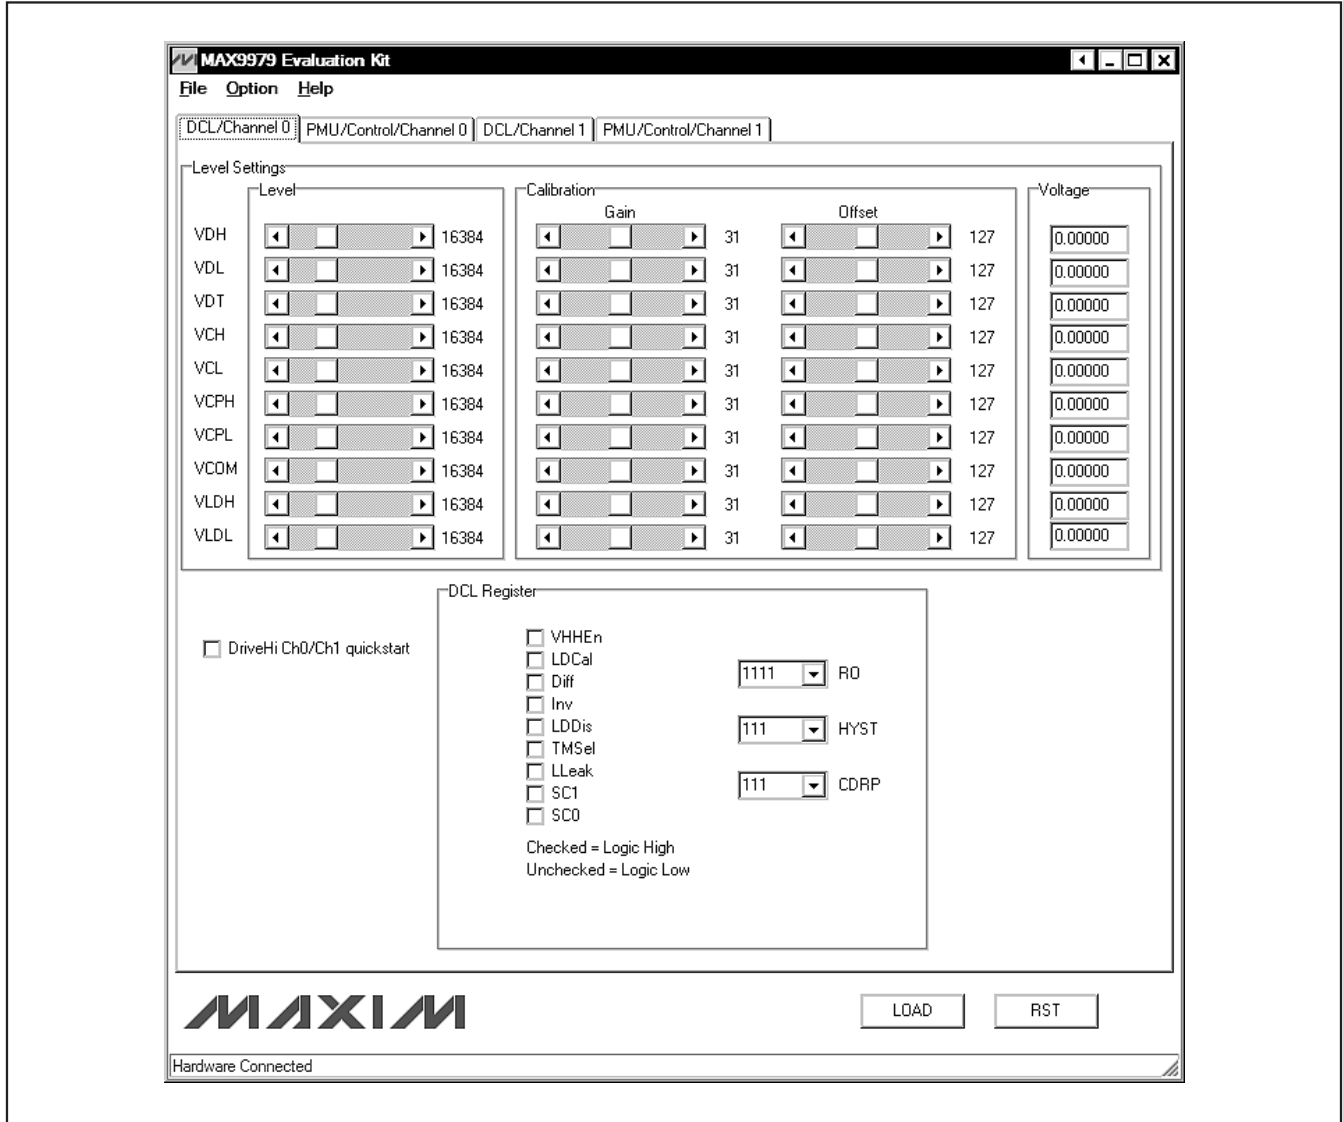 MAX9979 Evaluation Kit
File Option Help
DCL/Channel 0 PMU/Control/Channel 0 DCL/Channel 1 PMU/Control/Channel 1
Level Settings
Level Calibration Voltage
Gain Offset
VDH 16384 31 127 0.00000
VDL 16384 31 127 0.00000
VDT 16384 31 127 0.00000
VCH 16384 31 127 0.00000
VCL 16384 31 127 0.00000
VCPH 16384 31 127 0.00000
VCPL 16384 31 127 0.00000
VCOM 16384 31 127 0.00000
VLDH 16384 31 127 0.00000
VLDL 16384 31 127 0.00000
DCL Register
DriveHi Ch0/Ch1 quickstart
VHHEn
LDCal
Diff
Inv
LDDis
TMSel
LLeak
SC1
SC0
1111 RO
111 HYST
111 CDRP
Checked = Logic High
Unchecked = Logic Low
MAXIM
LOAD RST
Hardware Connected